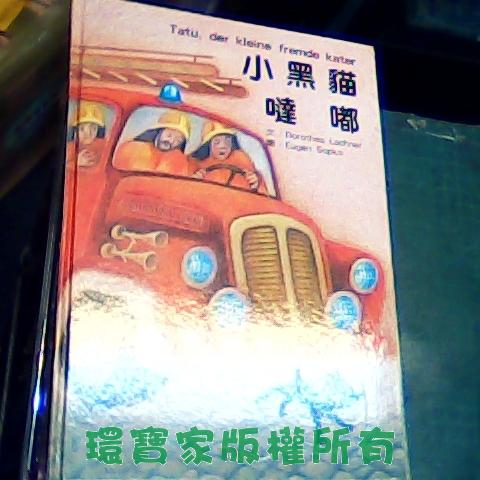 Tatu, der kleine fremde kater
小黑貓
噠嘟
文:Dorothea Lachner
圖:Eugen Sopko
環寶家版權所有